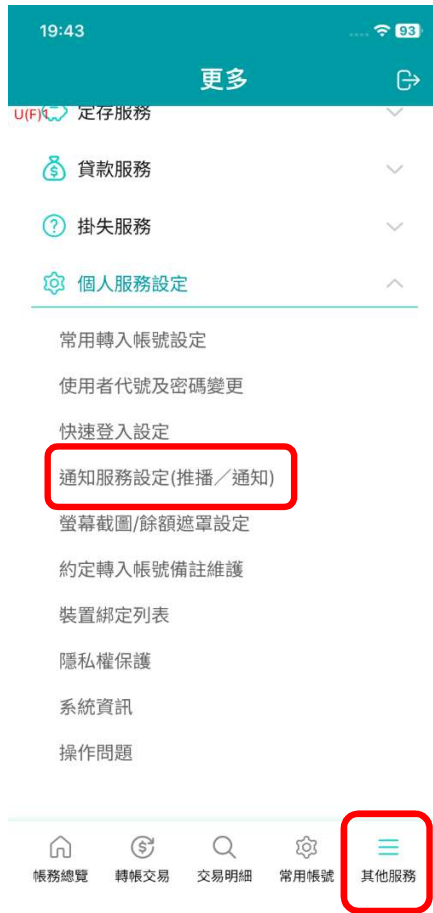 19:43
93
更多
U(F)1
定存服務
貸款服務
掛失服務
個人服務設定
常用轉入帳號設定
使用者代號及密碼變更
快速登入設定
通知服務設定(推播／通知)
螢幕截圖/餘額遮罩設定
約定轉入帳號備註維護
裝置綁定列表
隱私權保護
系統資訊
操作問題
帳務總覽 轉帳交易 交易明細 常用帳號 其他服務